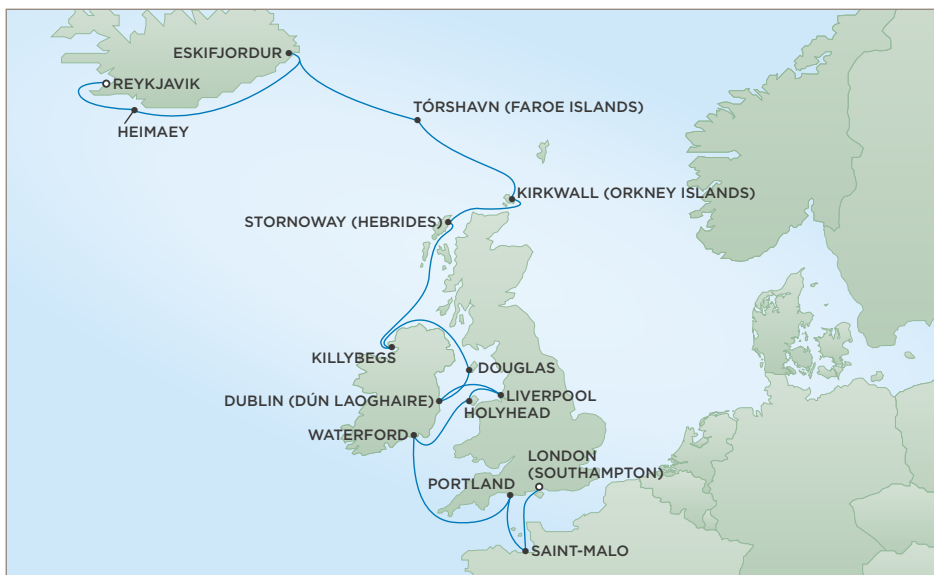 ESKIFJORDUR
REYKJAVIK
HEIMAEY
TÓRSHAVN (FAROE ISLANDS)
KIRKWALL (ORKNEY ISLANDS)
STORNOWAY (HEBRIDES)
KILLYBEGS
DOUGLAS
DUBLIN (DÚN LAOGHAIRE)
LIVERPOOL
HOLYHEAD
WATERFORD
LONDON
(SOUTHAMPTON)
PORTLAND
SAINT-MALO